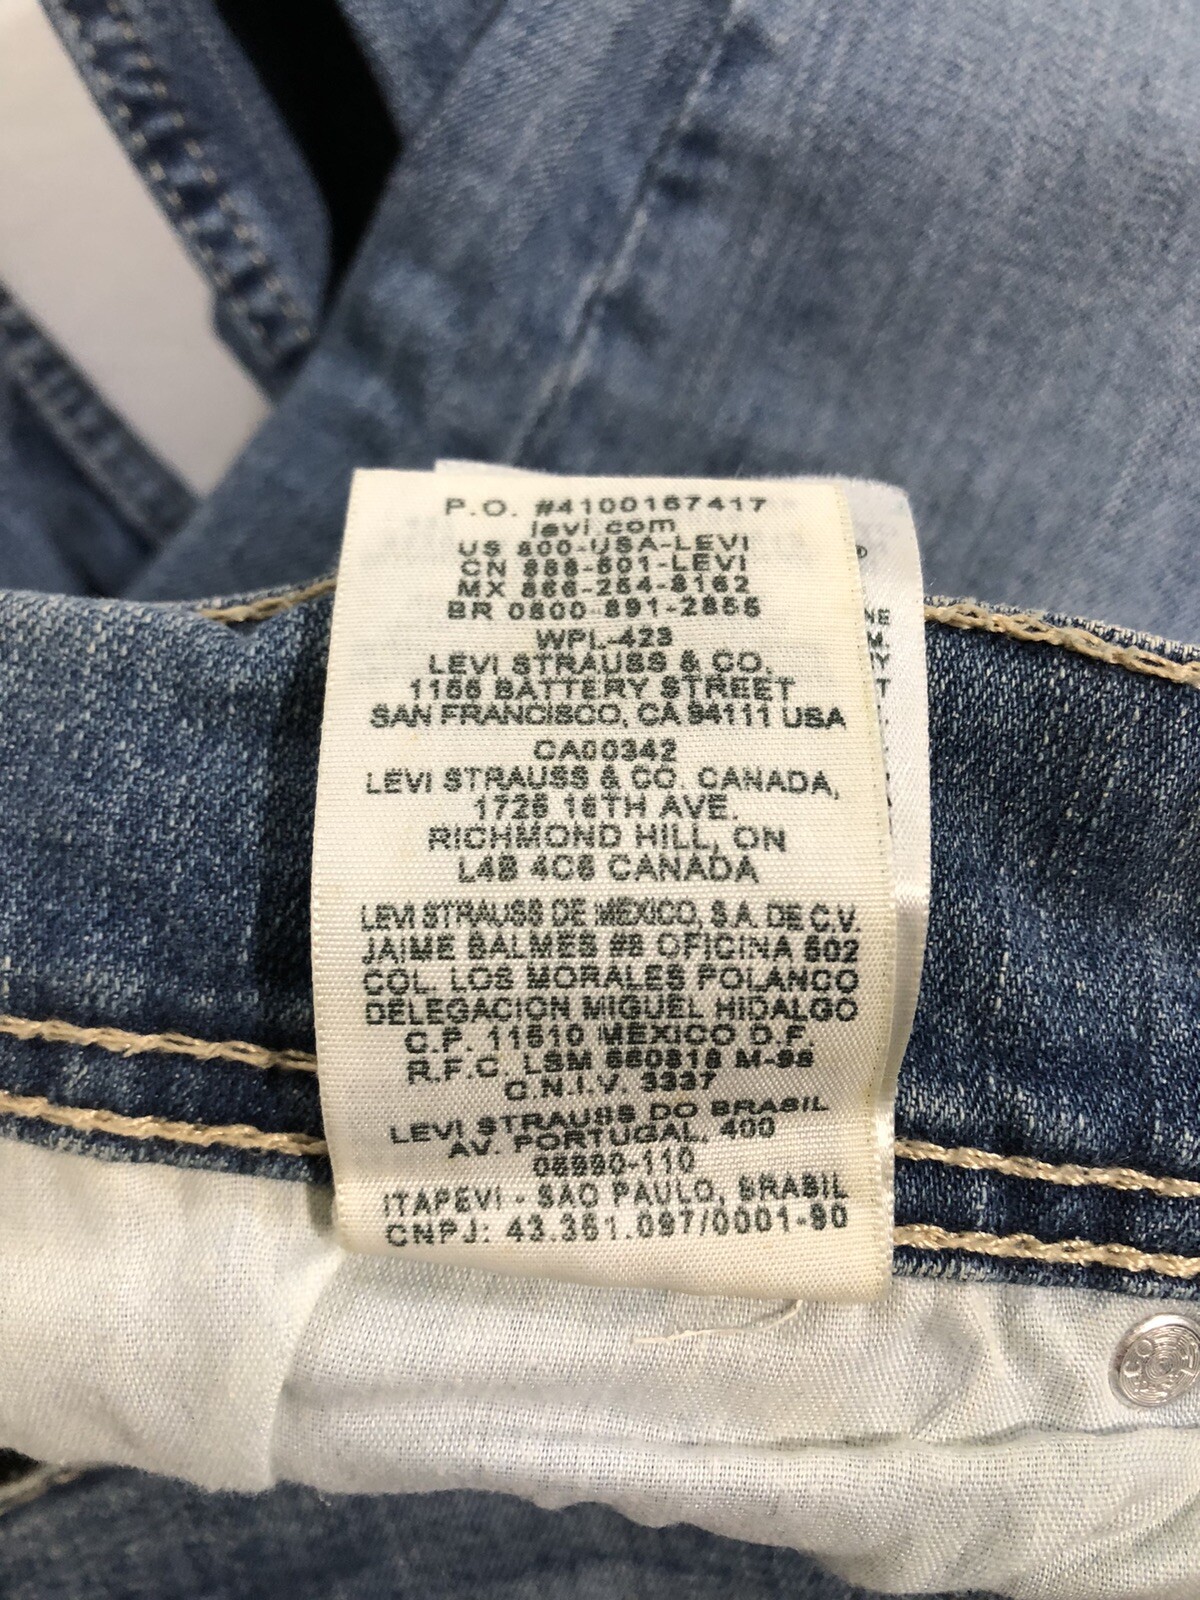 P.O. #4100167417
levi.com
US 800-USA-LEVI
CN 888-501-LEVI
MX 866-254-8162
BR 0800-891-2855
WPL-423
LEVI STRAUSS & CO.
1155 BATTERY STREET
SAN FRANCISCO, CA 94111 USA
CA00342
LEVI STRAUSS & CO. CANADA,
1725 16TH AVE.
RICHMOND HILL, ON
L4B 4C6 CANADA
LEVI STRAUSS DE MEXICO, S.A. DE C.V.
JAIME BALMES #8 OFICINA 602
COL. LOS MORALES POLANCO
DELEGACION MIGUEL HIDALGO
C.P. 11510 MEXICO D.F.
R.F.C. LSM
C.N.I.V. 3337
LEVI STRAUSS DO BRASIL
AV. PORTUGAL, 400
06690-110
ITAPEVI - SAO PAULO, BRASIL
CNPJ: 43.361.097/0001-90